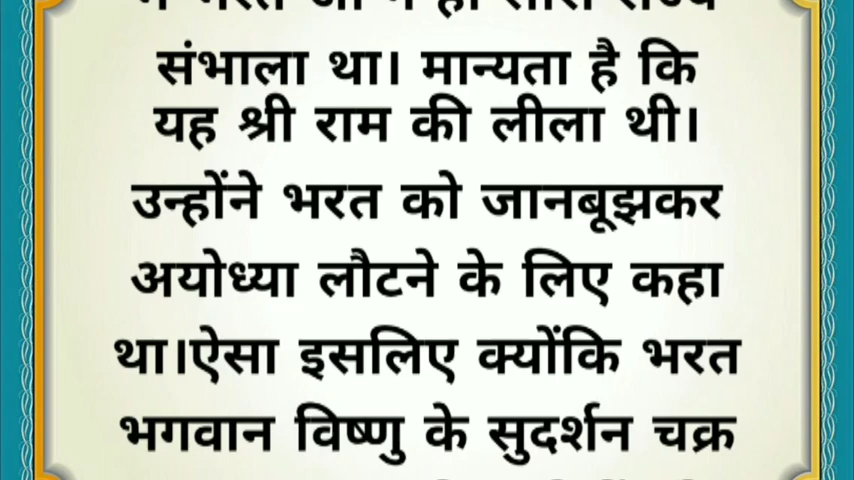 संभाला था। मान्यता है कि
यह श्री राम की लीला थी।
उन्होंने भरत को जानबूझकर
अयोध्या लौटने के लिए कहा
था।ऐसा इसलिए क्योंकि भरत
भगवान विष्णु के सुदर्शन चक्र